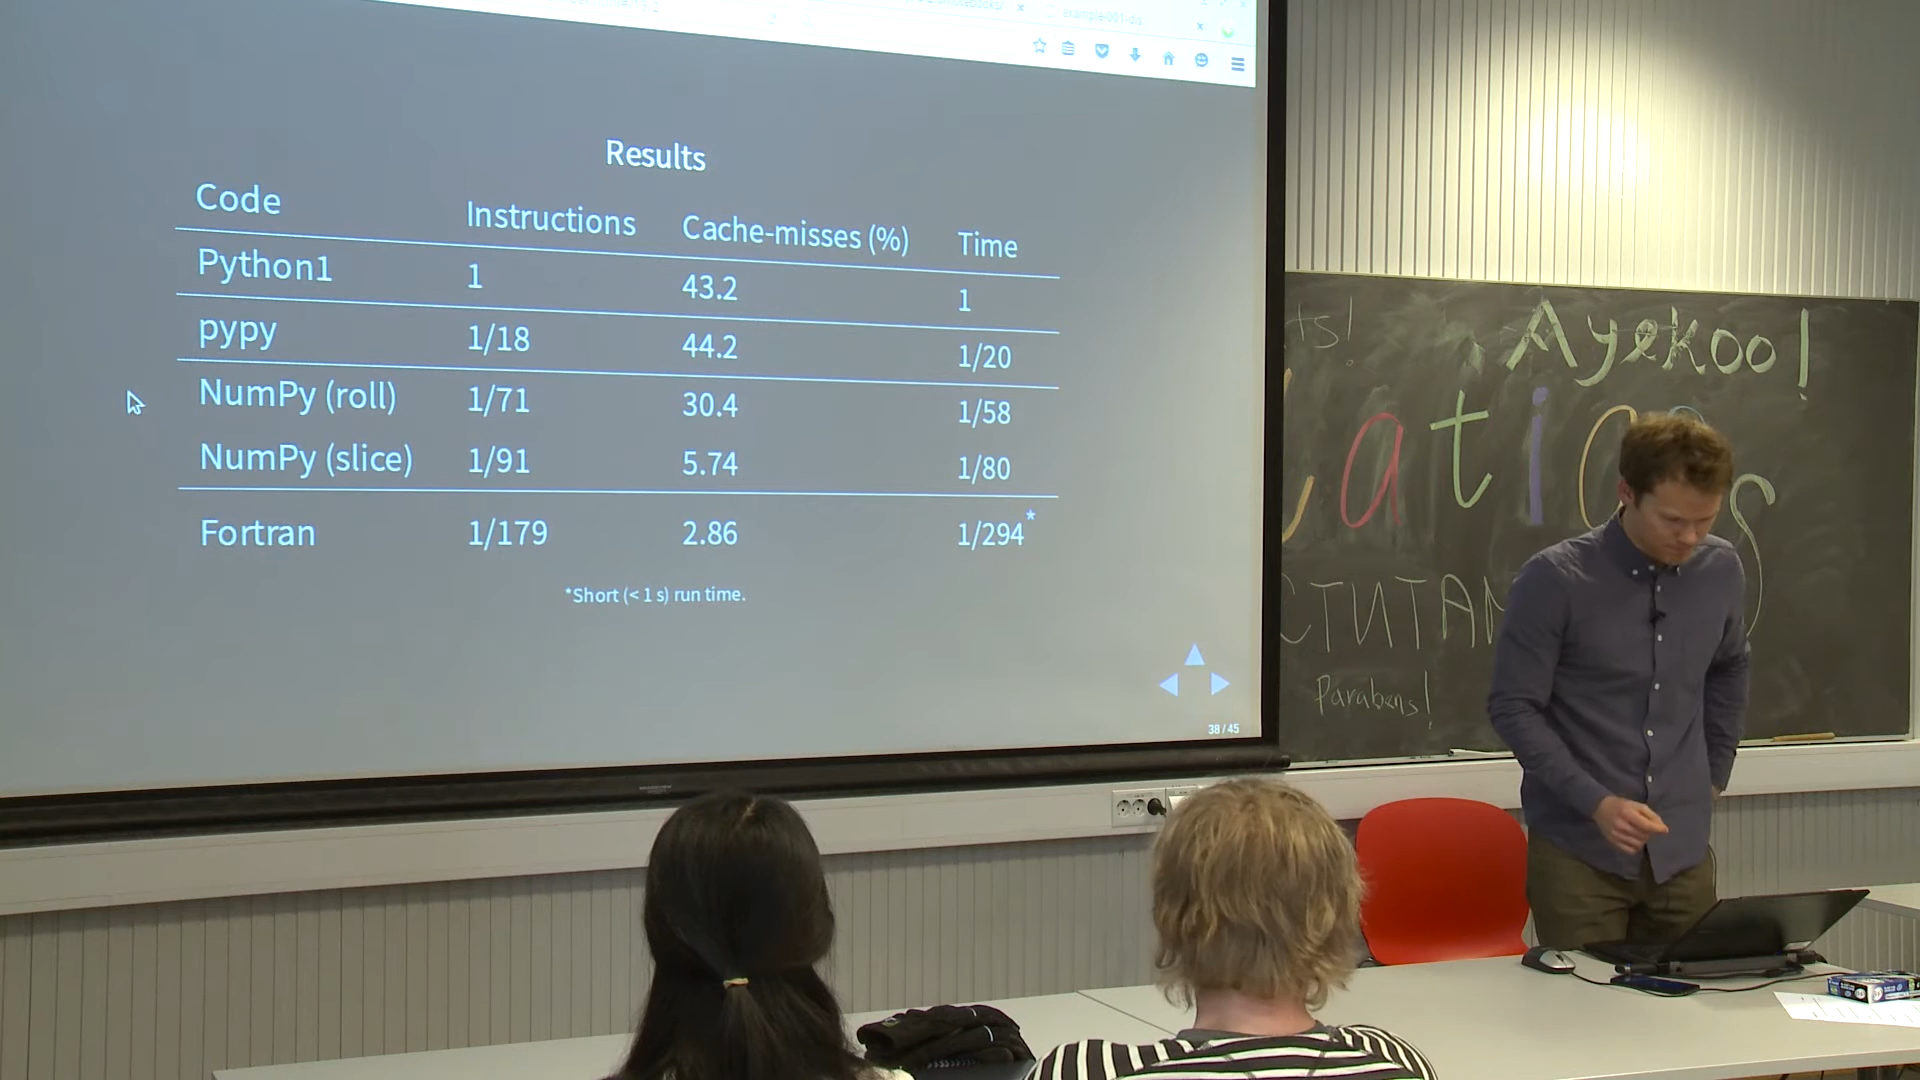 Results
Code Instructions Cache-misses (%) Time
Python1 1 43.2 1
pypy 1/18 44.2 1/20
NumPy (roll) 1/71 30.4 1/58
NumPy (slice) 1/91 5.74 1/80
Fortran 1/179 2.86 1/294*
*Short (< 1 s) run time.
38 / 45
Ayekoo!
Parabens!